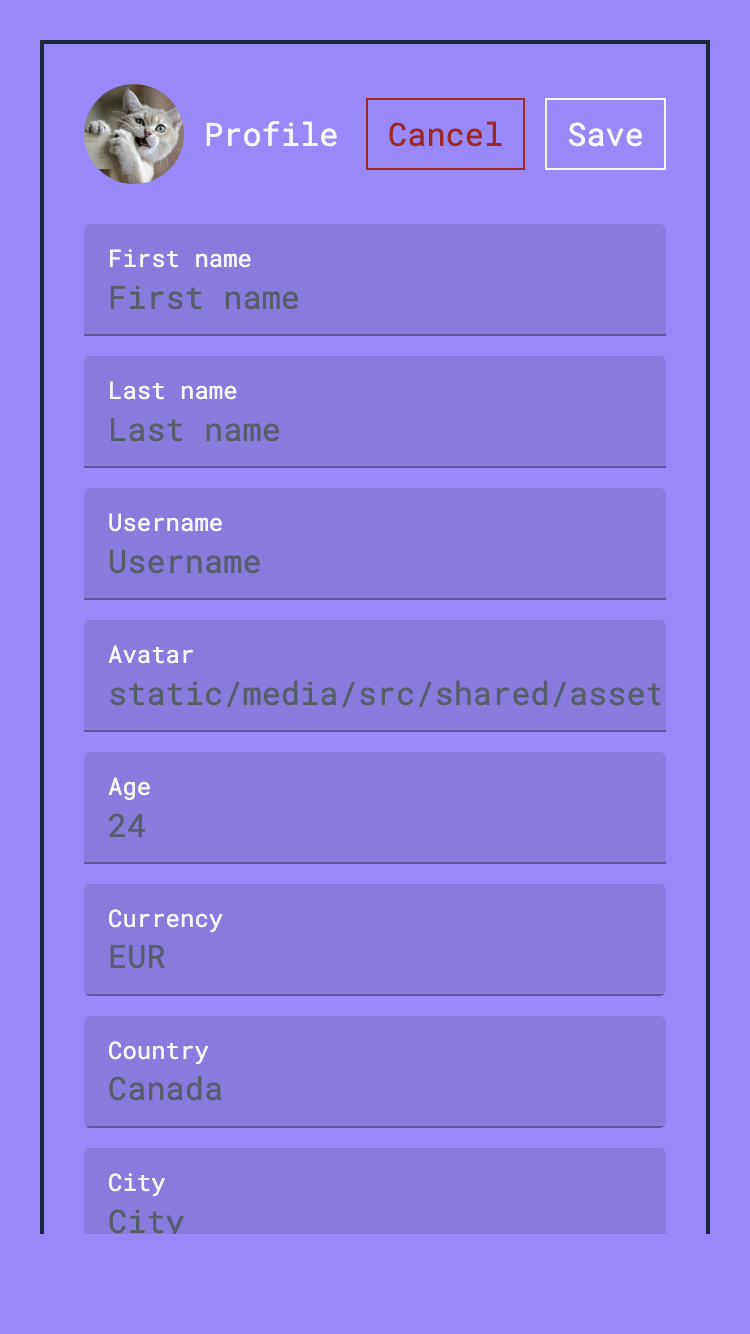 Profile Cancel Save
First name
First name
Last name
Last name
Username
Username
Avatar
static/media/src/shared/asset
Age
24
Currency
EUR
Country
Canada
City
City